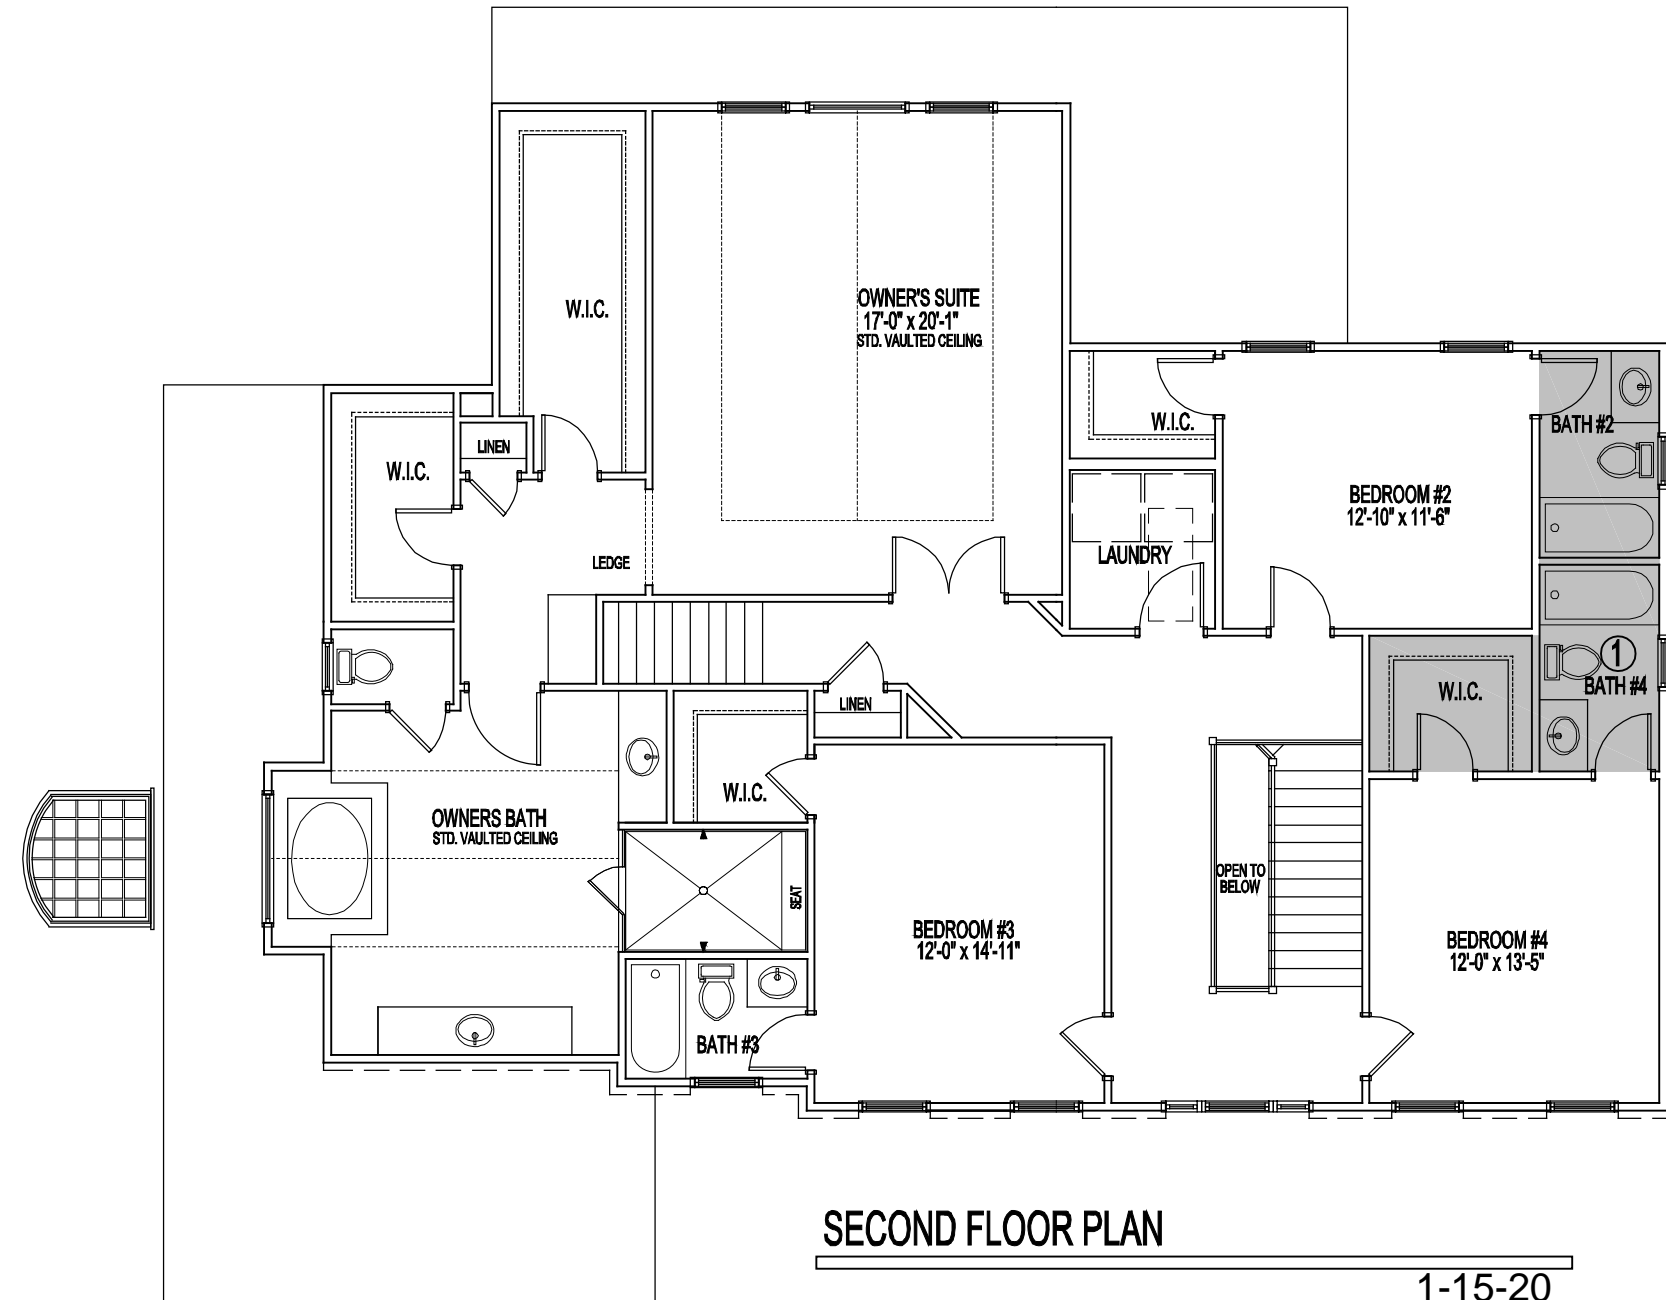 W.I.C.
OWNER'S SUITE
17'-0" x 20'-1"
STD. VAULTED CEILING
W.I.C.
BATH #2
LINEN
W.I.C.
BEDROOM #2
12'-10" x 11'-6"
LEDGE
LAUNDRY
1
BATH #4
W.I.C.
LINEN
W.I.C.
OWNERS BATH
STD. VAULTED CEILING
SEAT
OPEN TO
BELOW
BEDROOM #3
12'-0" x 14'-11"
BEDROOM #4
12'-0" x 13'-5"
BATH #3
SECOND FLOOR PLAN
1-15-20